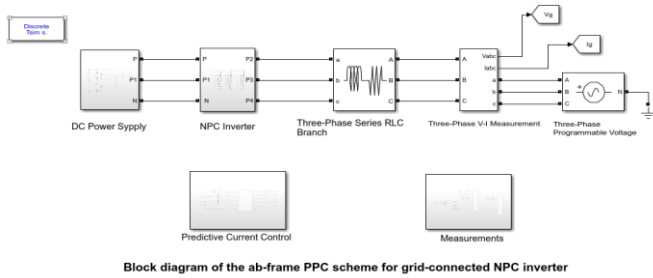 Discrete
Tsim s.
Vg
Ig
P
P1
N
P
P1
N
P2
P3
P4
a
b
c
A
B
C
A
B
C
Vabc
Iabc
a
b
c
A
B
C
N
DC Power Sypply
NPC Inverter
Three-Phase Series RLC
Branch
Three-Phase V-I Measurement
Three-Phase
Programmable Voltage
Predictive Current Control
Measurements
Block diagram of the ab-frame PPC scheme for grid-connected NPC inverter